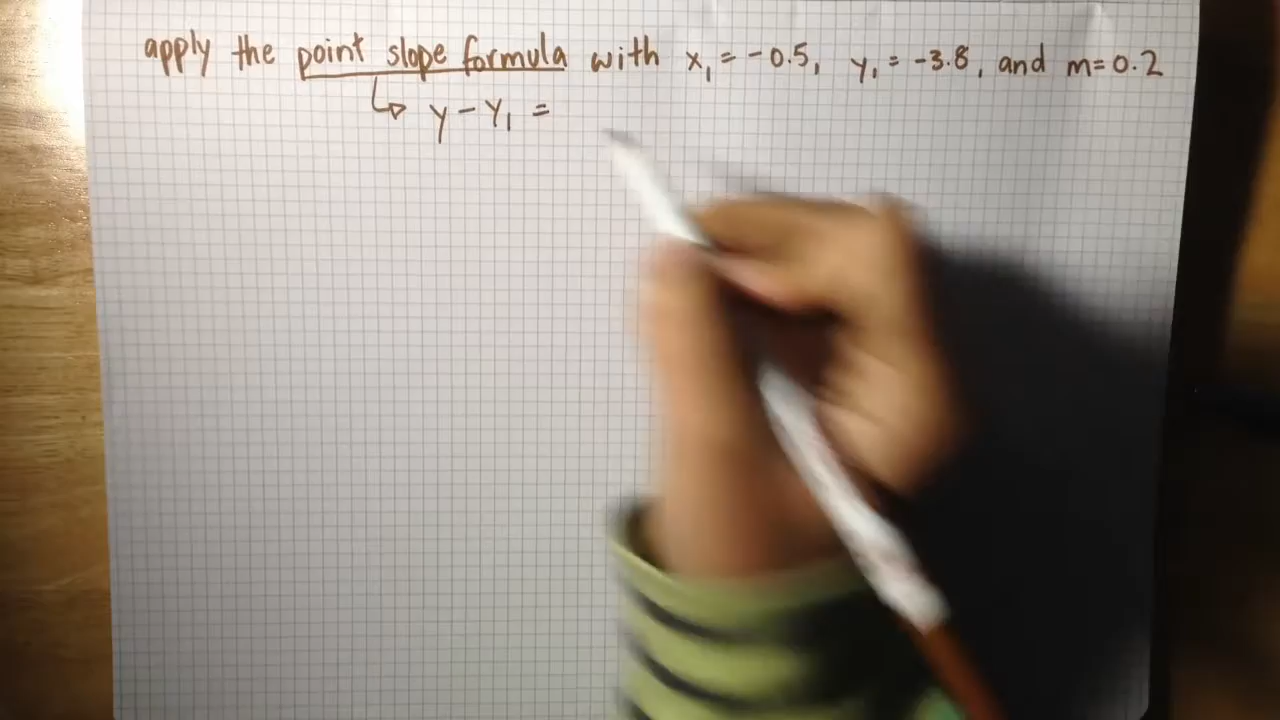 apply the point slope formula with x₁ = -0.5, y₁ = -3.8, and m=0.2
y - y₁ =